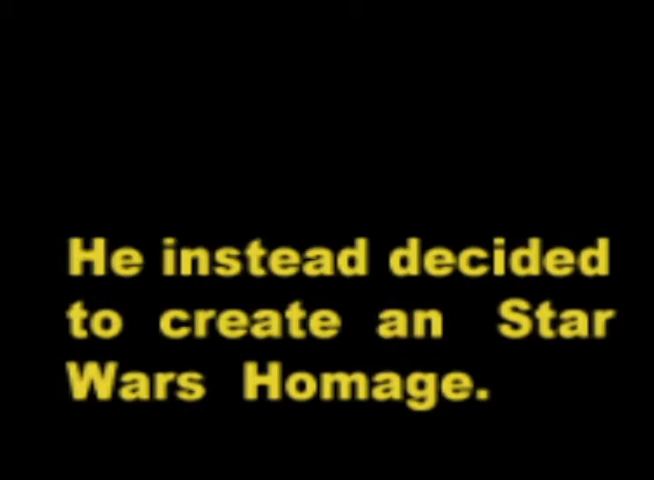 He instead decided
to create an Star
Wars Homage.